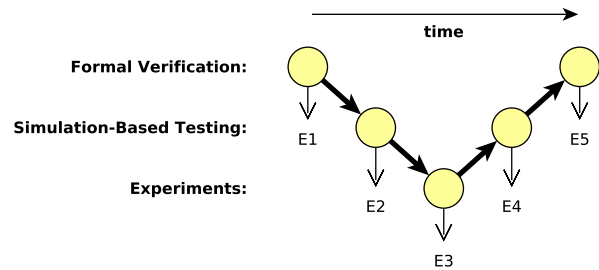 time
Formal Verification:
E1
E5
Simulation-Based Testing:
E2
E4
Experiments:
E3